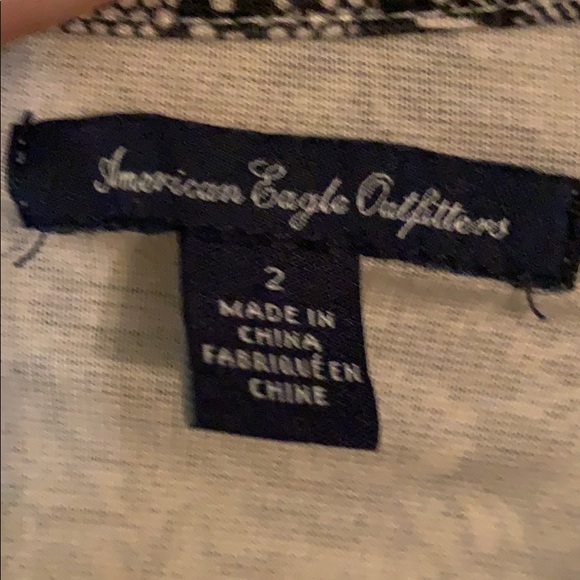 American Eagle Outfitters
2
MADE IN
CHINA
FABRIQUÉ EN
CHINE